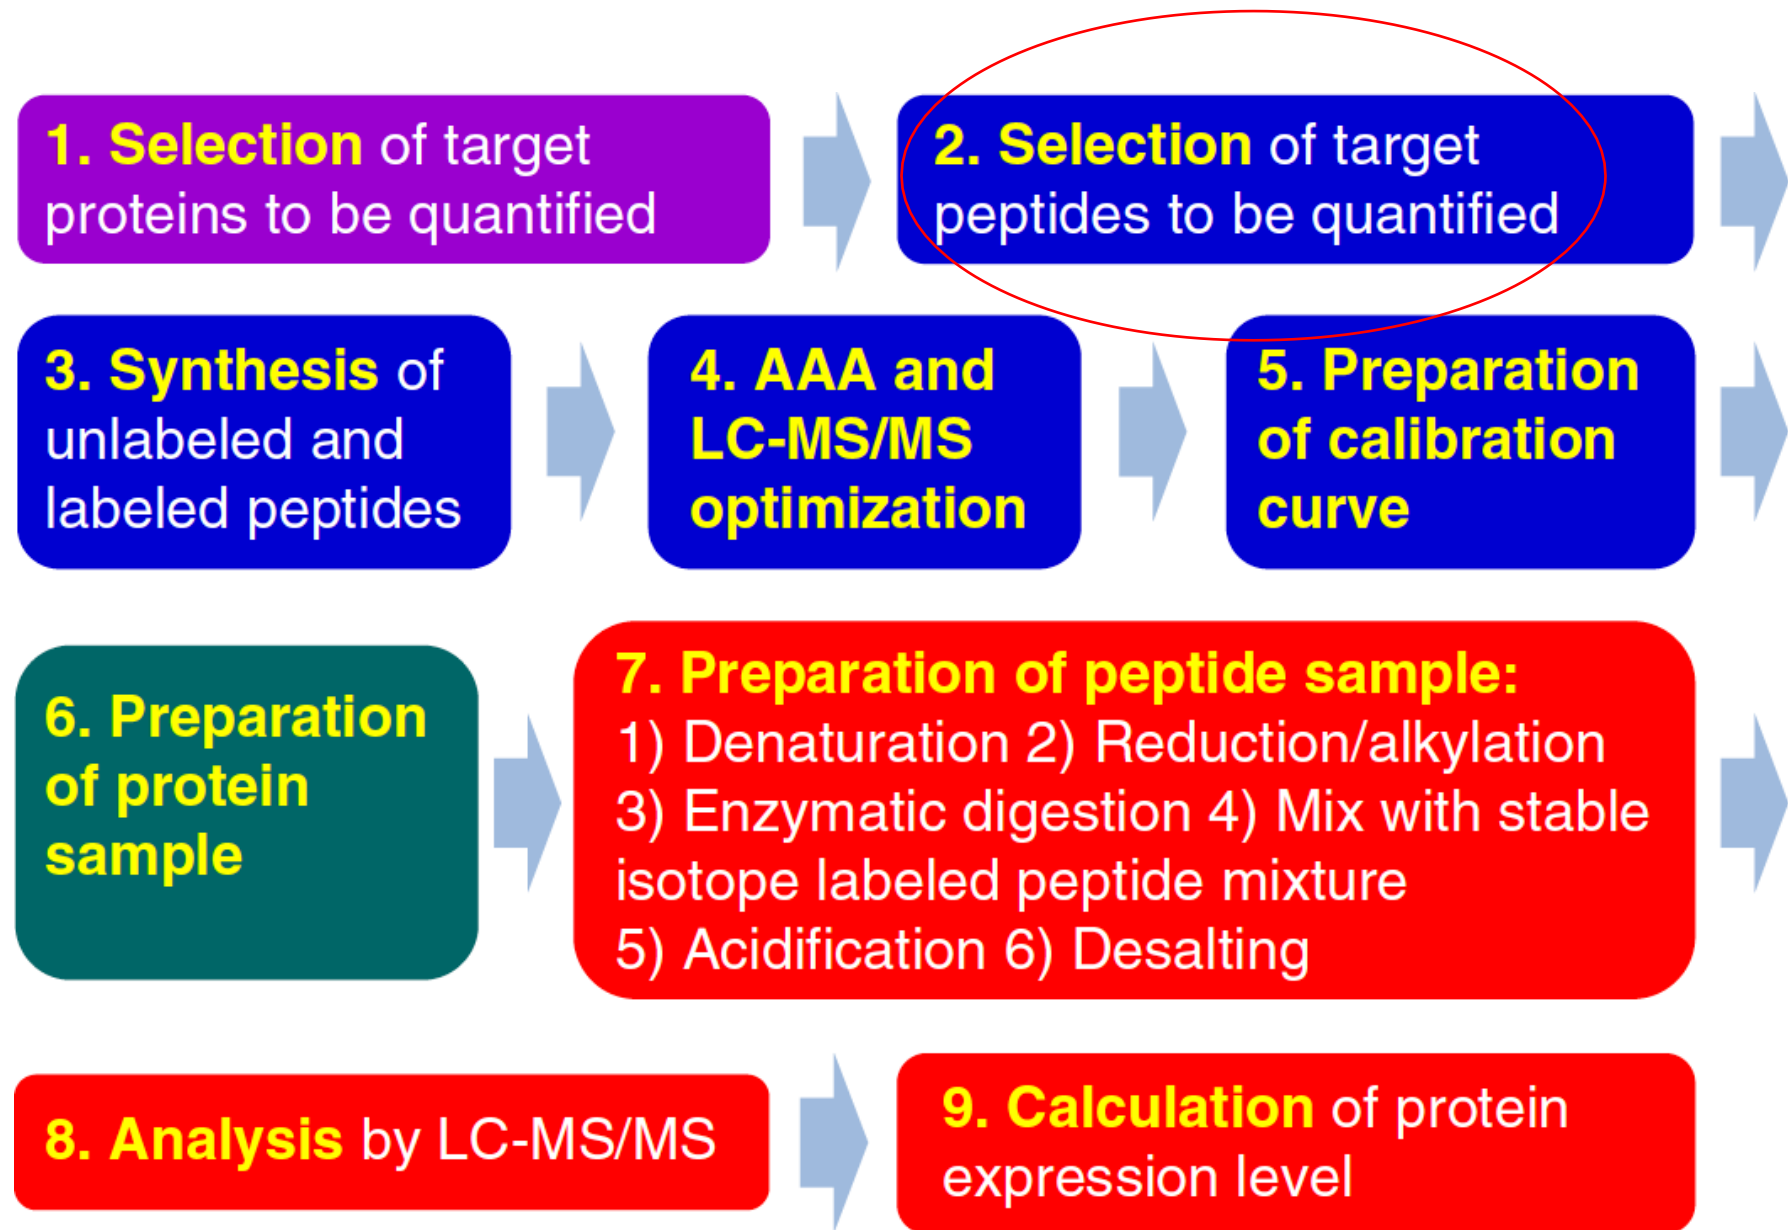 1. Selection of target
proteins to be quantified
2. Selection of target
peptides to be quantified
3. Synthesis of
unlabeled and
labeled peptides
4. AAA and
LC-MS/MS
optimization
5. Preparation
of calibration
curve
6. Preparation
of protein
sample
7. Preparation of peptide sample:
1) Denaturation 2) Reduction/alkylation
3) Enzymatic digestion 4) Mix with stable
isotope labeled peptide mixture
5) Acidification 6) Desalting
8. Analysis by LC-MS/MS
9. Calculation of protein
expression level